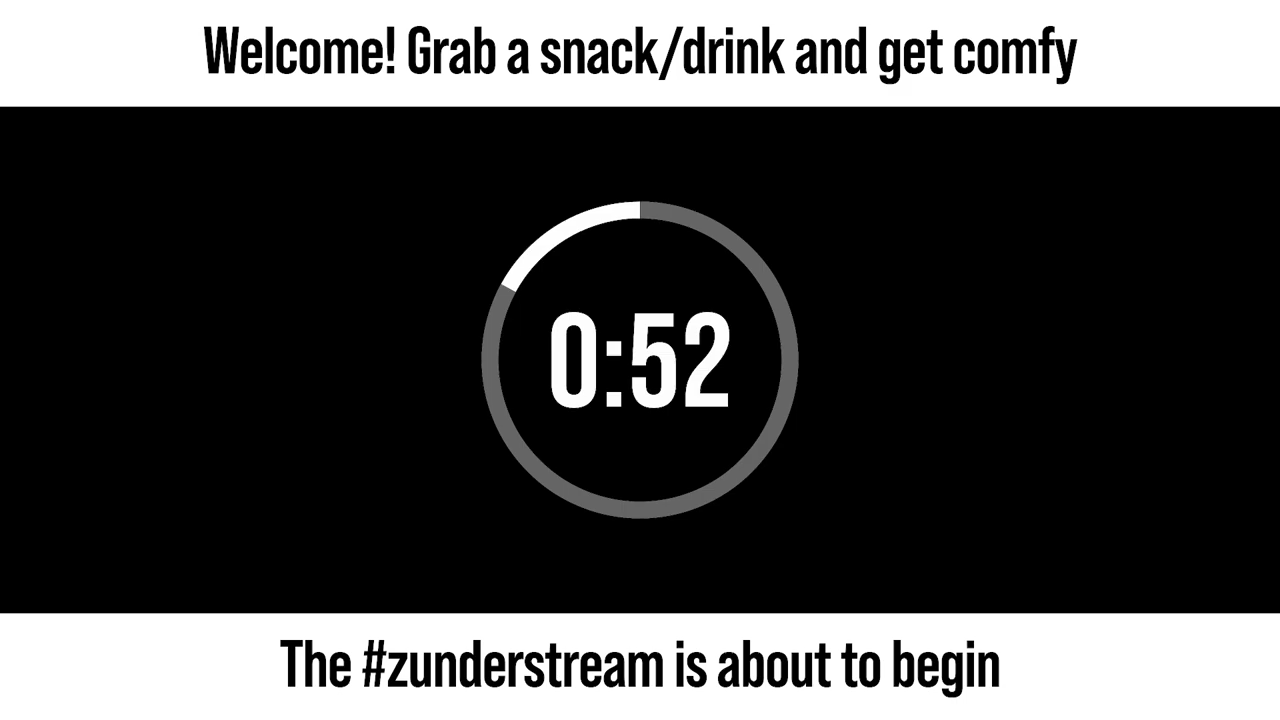 Welcome! Grab a snack/drink and get comfy
0:52
The #zunderstream is about to begin